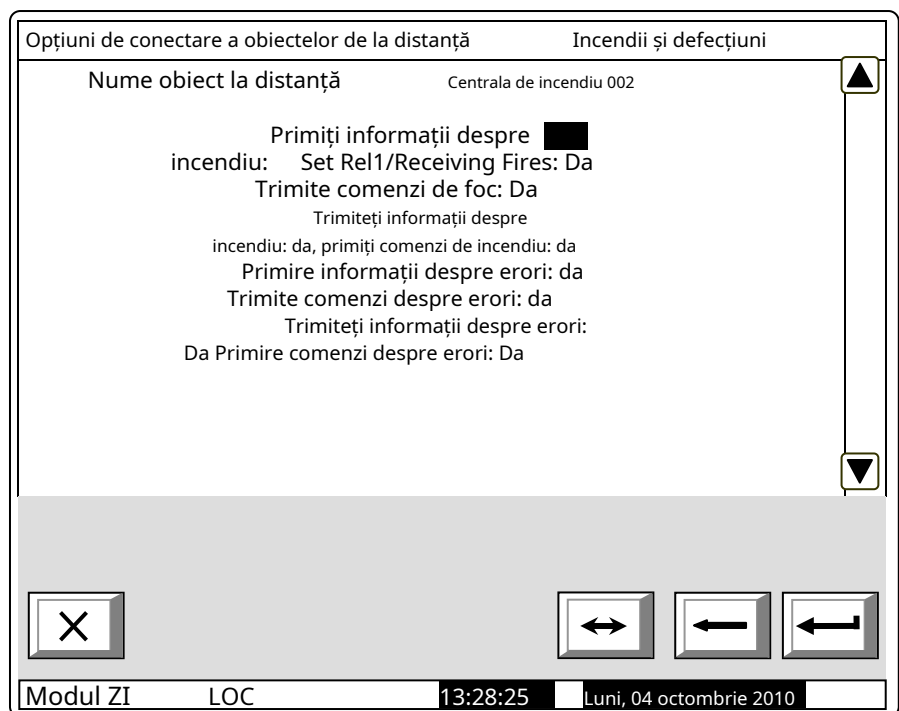 Opțiuni de conectare a obiectelor de la distanță Incendii și defecțiuni
Nume obiect la distanță Centrala de incendiu 002
Primiți informații despre
incendiu: Set Rel1/Receiving Fires: Da
Trimite comenzi de foc: Da
Trimiteți informații despre
incendiu: da, primiți comenzi de incendiu: da
Primire informații despre erori: da
Trimite comenzi despre erori: da
Trimiteți informații despre erori:
Da Primire comenzi despre erori: Da
Modul ZI LOC 13:28:25 Luni, 04 octombrie 2010